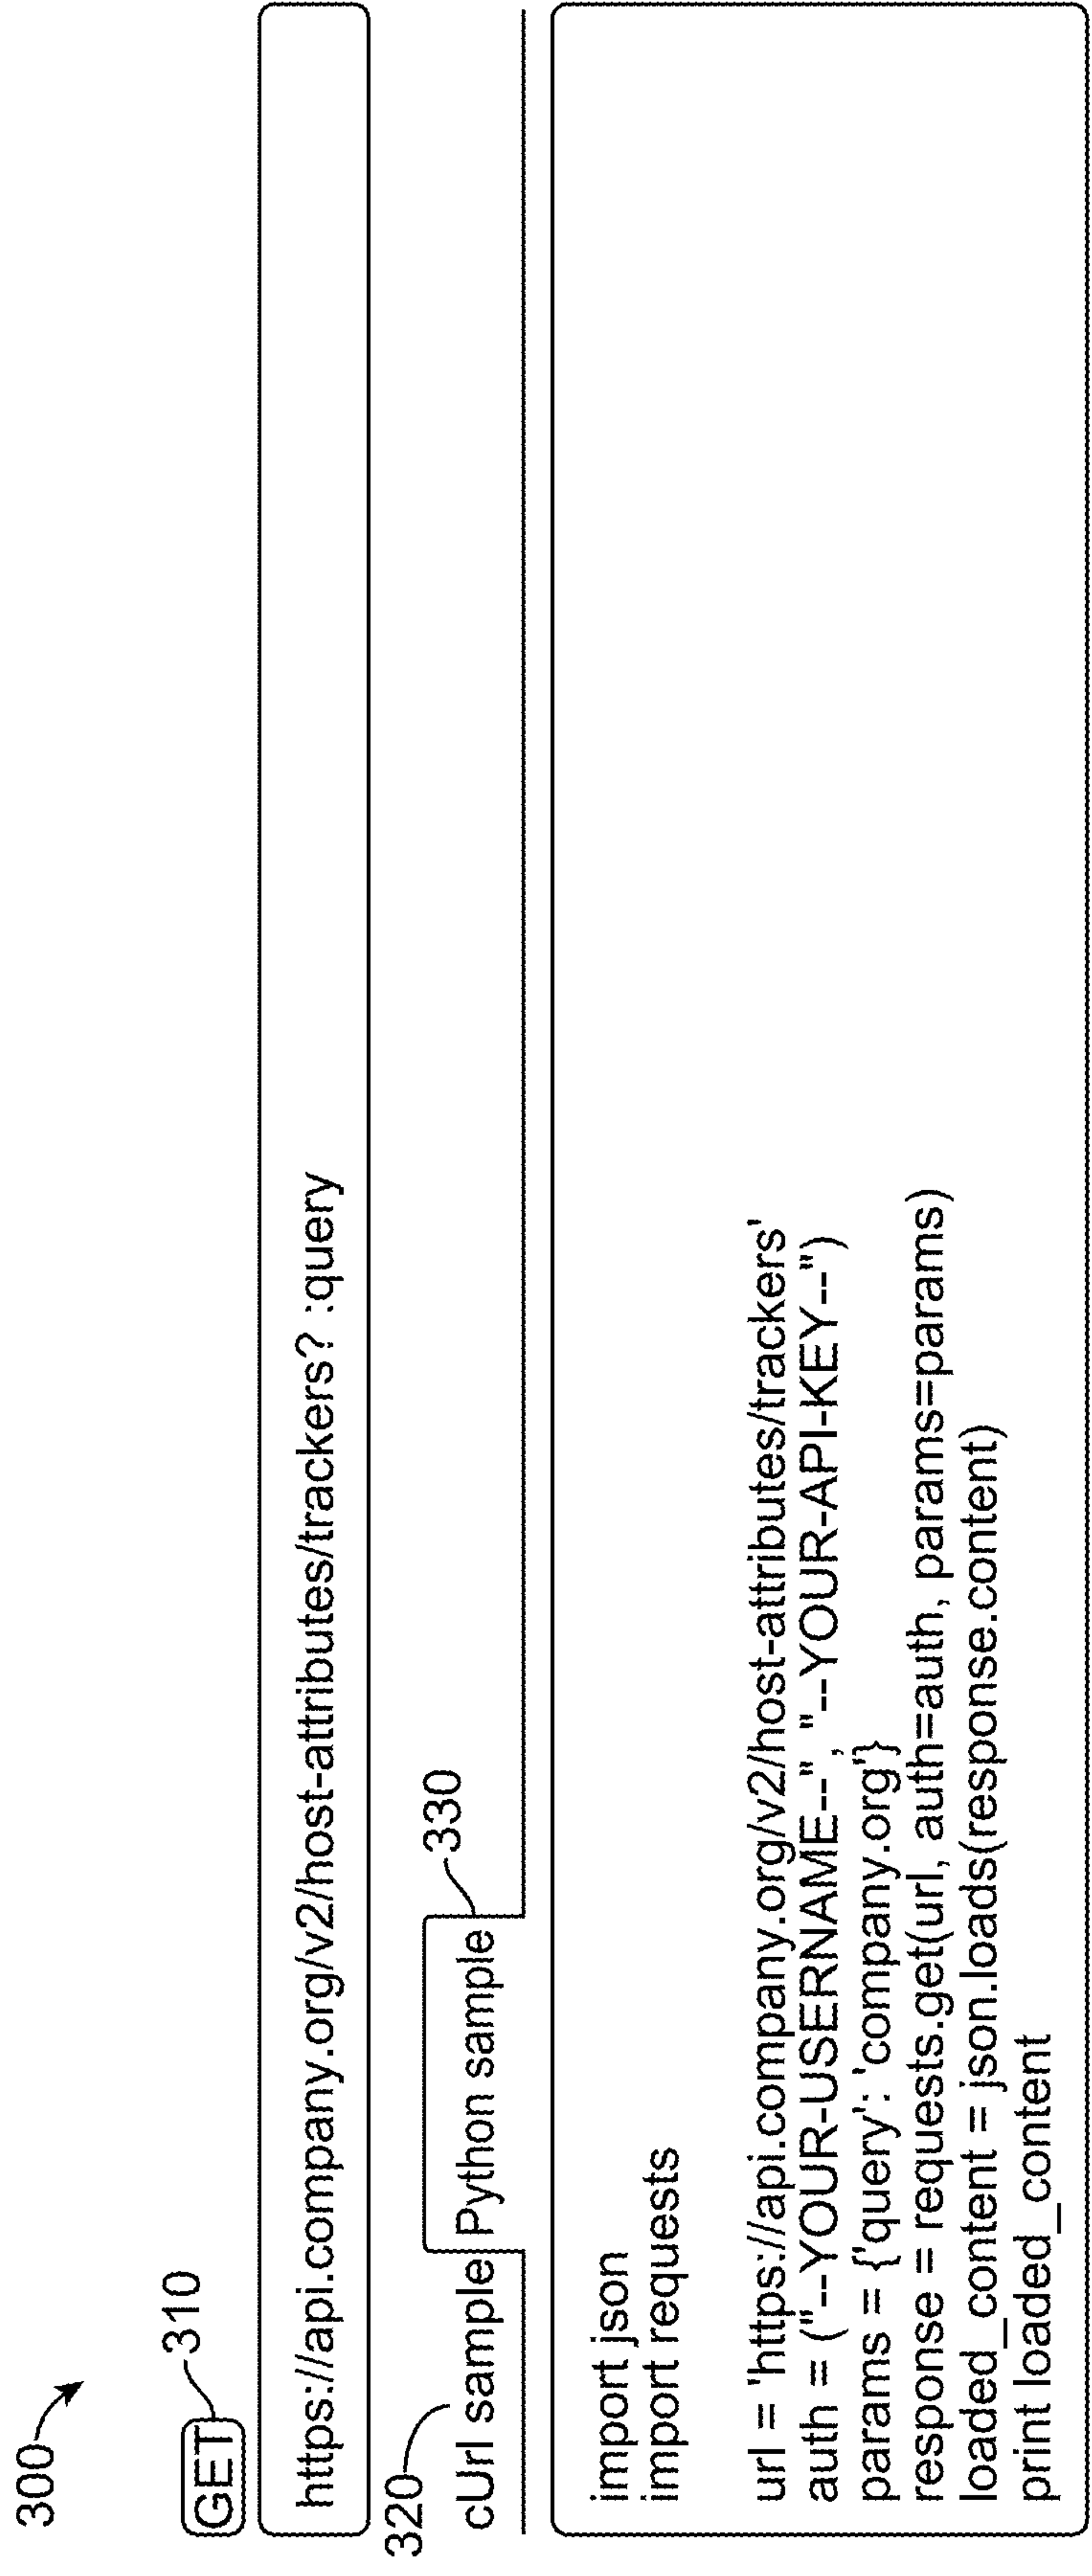 300
GET 310
https://api.company.org/v2/host-attributes/trackers? :query
320 330
cUrl sample Python sample
import json
import requests
url = 'https://api.company.org/v2/host-attributes/trackers'
auth = ("--YOUR-USERNAME--", "--YOUR-API-KEY--")
params = {'query': 'company.org'}
response = requests.get(url, auth=auth, params=params)
loaded_content = json.loads(response.content)
print loaded_content